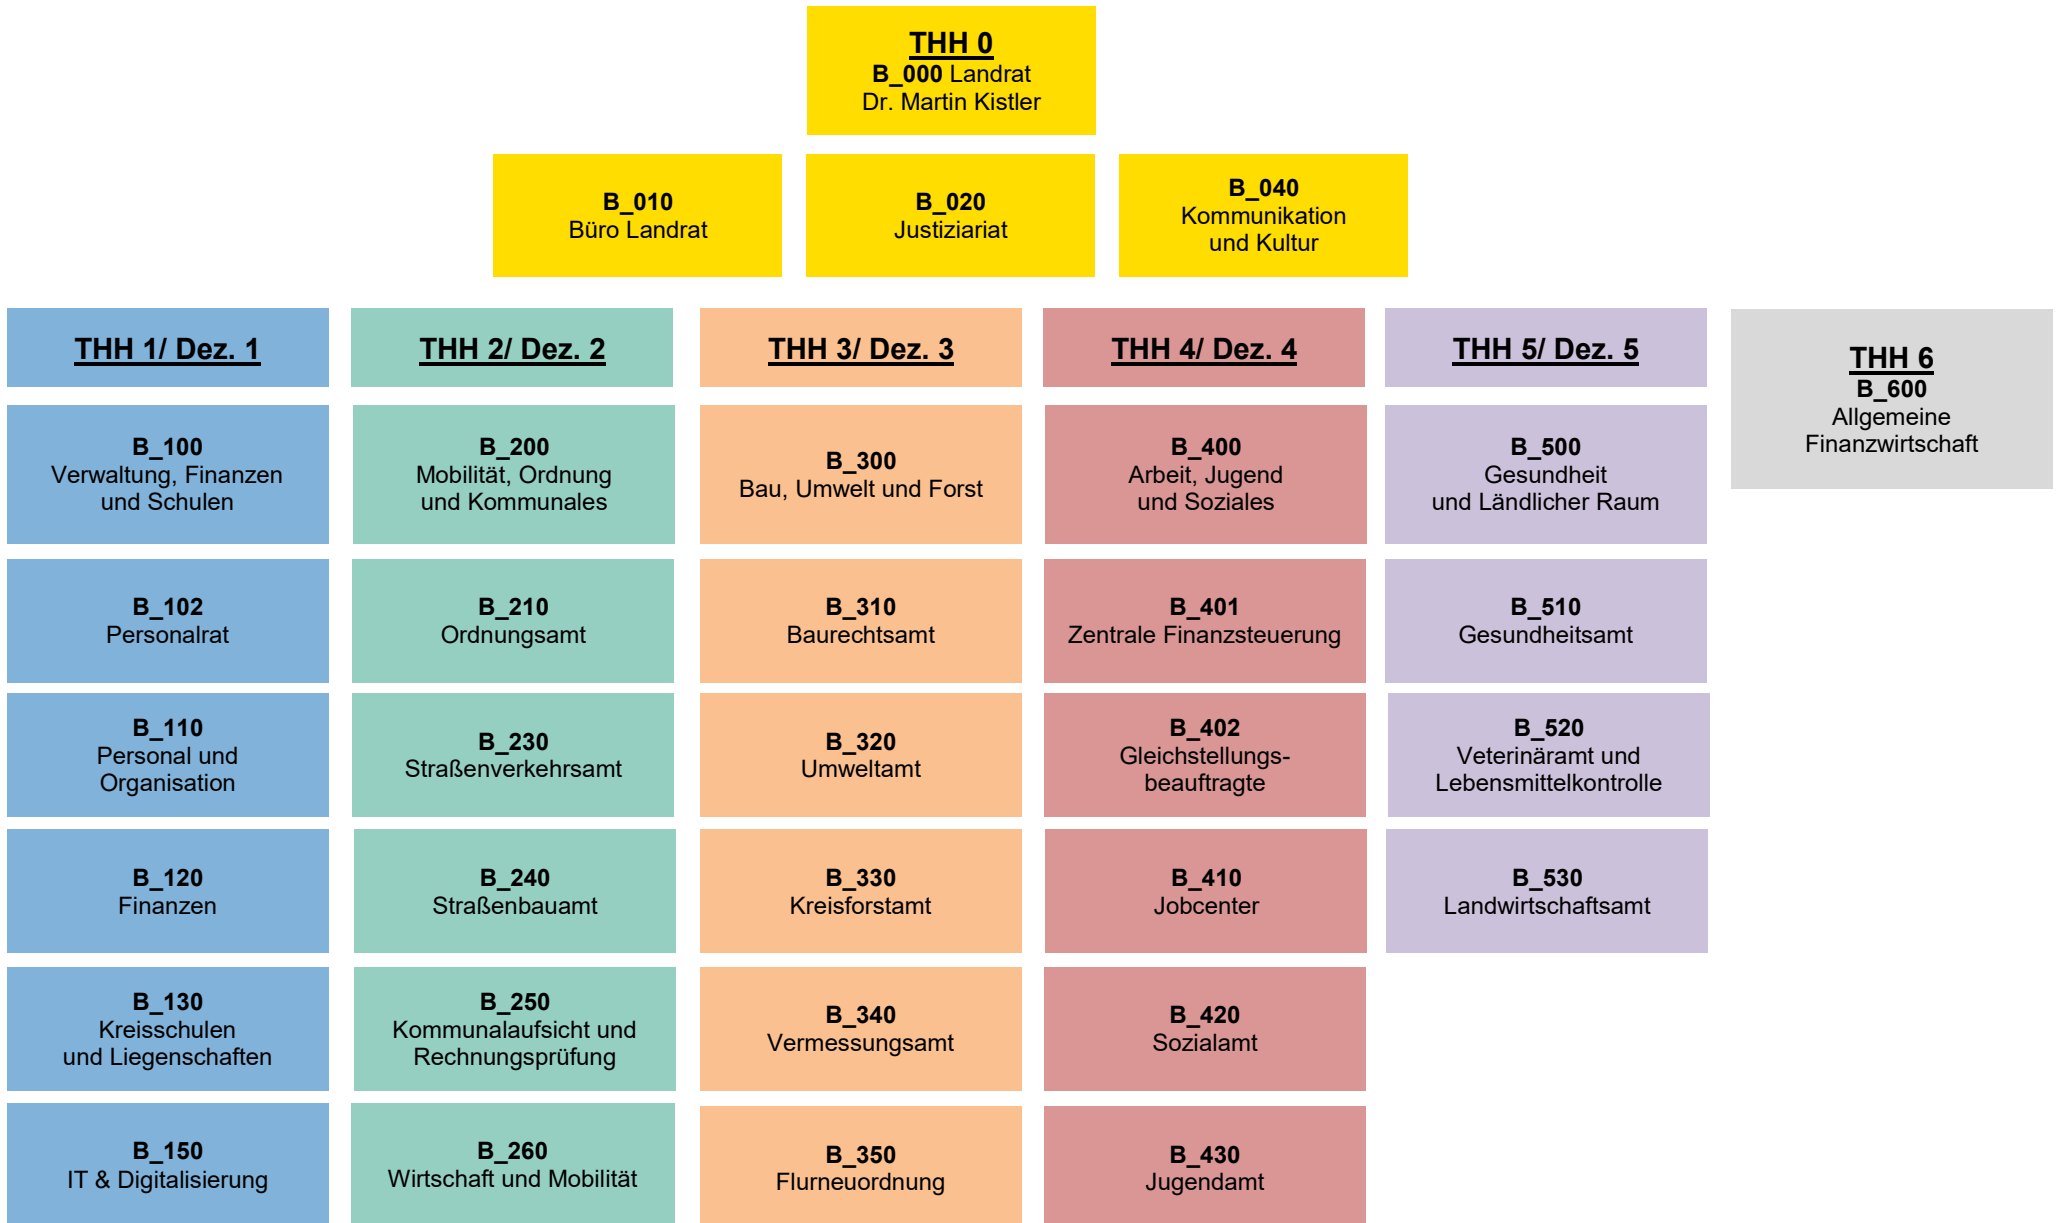 THH 0
B_000 Landrat
Dr. Martin Kistler
B_010
Büro Landrat
B_020
Justiziariat
B_040
Kommunikation
und Kultur
THH 1/ Dez. 1
B_100
Verwaltung, Finanzen
und Schulen
B_102
Personalrat
B_110
Personal und
Organisation
B_120
Finanzen
B_130
Kreisschulen
und Liegenschaften
B_150
IT & Digitalisierung
THH 2/ Dez. 2
B_200
Mobilität, Ordnung
und Kommunales
B_210
Ordnungsamt
B_230
Straßenverkehrsamt
B_240
Straßenbauamt
B_250
Kommunalaufsicht und
Rechnungsprüfung
B_260
Wirtschaft und Mobilität
THH 3/ Dez. 3
B_300
Bau, Umwelt und Forst
B_310
Baurechtsamt
B_320
Umweltamt
B_330
Kreisforstamt
B_340
Vermessungsamt
B_350
Flurneuordnung
THH 4/ Dez. 4
B_400
Arbeit, Jugend
und Soziales
B_401
Zentrale Finanzsteuerung
B_402
Gleichstellungs-
beauftragte
B_410
Jobcenter
B_420
Sozialamt
B_430
Jugendamt
THH 5/ Dez. 5
B_500
Gesundheit
und Ländlicher Raum
B_510
Gesundheitsamt
B_520
Veterinäramt und
Lebensmittelkontrolle
B_530
Landwirtschaftsamt
THH 6
B_600
Allgemeine
Finanzwirtschaft